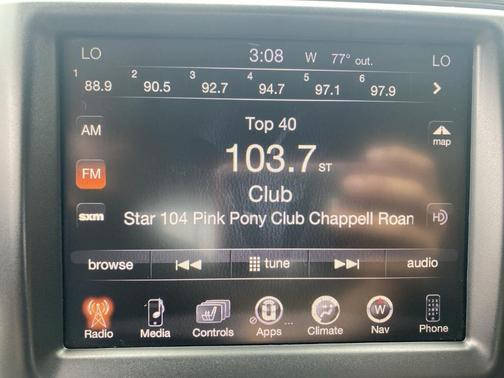 LO 3:08 W 77° out. LO
1 88.9 2 90.5 3 92.7 4 94.7 5 97.1 6 97.9
Top 40
AM
map
103.7 ST
FM
Club
sxm Star 104 Pink Pony Club Chappell Roan HD
browse tune audio
Radio Media Controls Apps ... Climate Nav Phone